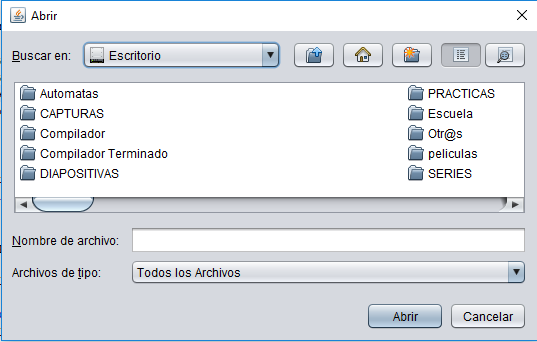 Abrir
Buscar en: Escritorio
Automatas
CAPTURAS
Compilador
Compilador Terminado
DIAPOSITIVAS
PRACTICAS
Escuela
Otr@s
peliculas
SERIES
Nombre de archivo:
Archivos de tipo: Todos los Archivos
Abrir Cancelar